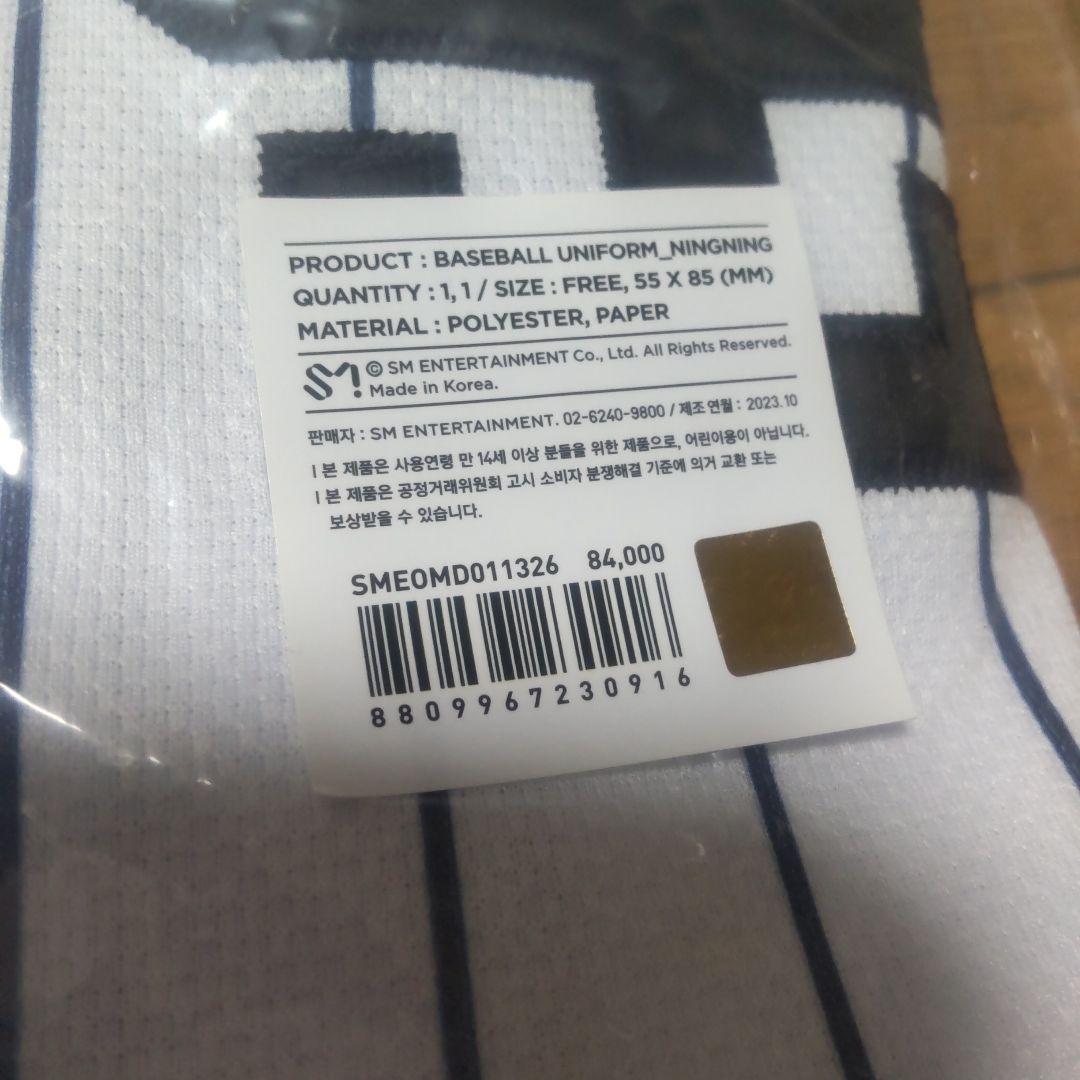 PRODUCT : BASEBALL UNIFORM_NINGNING
QUANTITY : 1, 1 / SIZE : FREE, 55 X 85 (MM)
MATERIAL : POLYESTER, PAPER
SM! © SM ENTERTAINMENT Co., Ltd. All Rights Reserved.
Made in Korea.
판매자 : SM ENTERTAINMENT. 02-6240-9800 / 제조 연월 : 2023.10
ㅣ본 제품은 사용연령 만 14세 이상 분들을 위한 제품으로, 어린이용이 아닙니다.
ㅣ본 제품은 공정거래위원회 고시 소비자 분쟁해결 기준에 의거 교환 또는
보상받을 수 있습니다.
SMEOMD011326 84,000
8809967230916